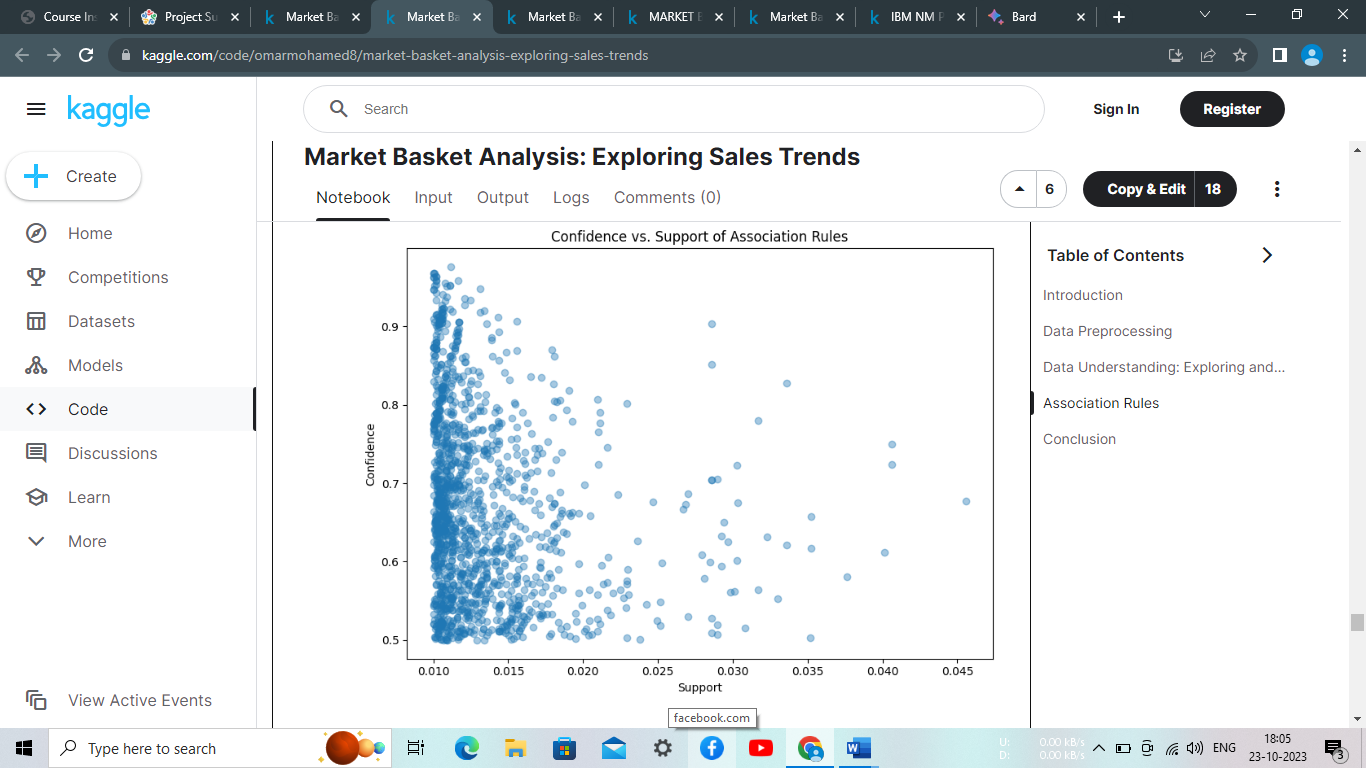 Course Ins
Project Su
Market Ba
Market Ba
Market Ba
MARKET B
Market Ba
IBM NM P
Bard
kaggle.com/code/omarmohamed8/market-basket-analysis-exploring-sales-trends
kaggle
Search
Sign In
Register
Create
Home
Competitions
Datasets
Models
Code
Discussions
Learn
More
View Active Events
Market Basket Analysis: Exploring Sales Trends
Notebook
Input
Output
Logs
Comments (0)
6
Copy & Edit
18
Confidence vs. Support of Association Rules
Confidence
0.9
0.8
0.7
0.6
0.5
0.010
0.015
0.020
0.025
0.030
0.035
0.040
0.045
Support
facebook.com
Table of Contents
Introduction
Data Preprocessing
Data Understanding: Exploring and...
Association Rules
Conclusion
Type here to search
U: 0.00 kB/s
D: 0.00 kB/s
ENG
18:05
23-10-2023
3